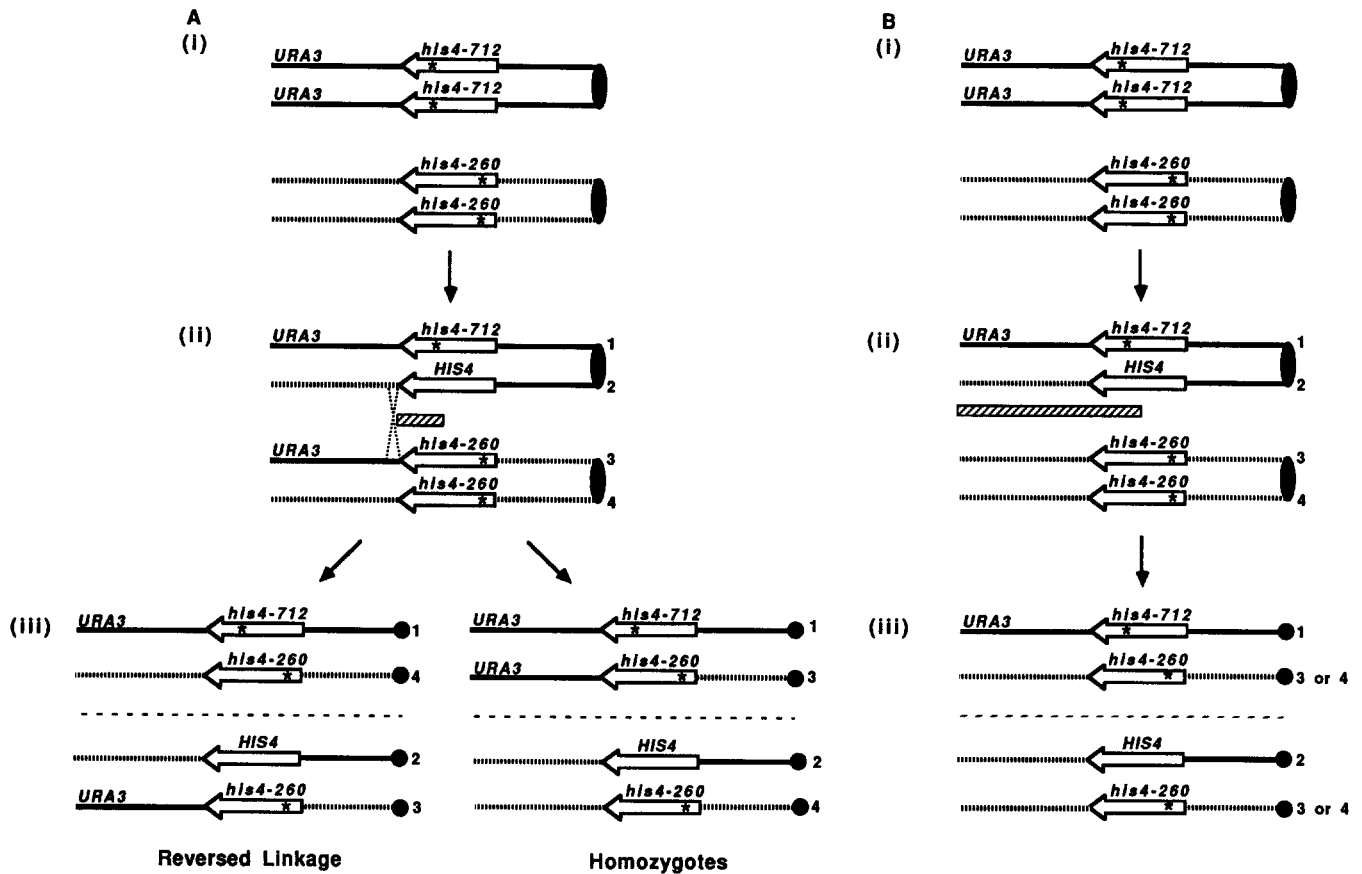 A
(i)
his4-712
URA3
*
his4-712
URA3
*
his4-260
*
his4-260
*
(ii)
his4-712
URA3
*
1
HIS4
2
his4-260
*
3
his4-260
*
4
(iii)
his4-712
URA3
*
1
his4-260
*
4
HIS4
2
his4-260
URA3
*
3
Reversed Linkage
his4-712
URA3
*
1
his4-260
URA3
*
3
HIS4
2
his4-260
*
4
Homozygotes
B
(i)
his4-712
URA3
*
his4-712
URA3
*
his4-260
*
his4-260
*
(ii)
his4-712
URA3
*
1
HIS4
2
his4-260
*
3
his4-260
*
4
(iii)
his4-712
URA3
*
1
his4-260
*
3 or 4
HIS4
2
his4-260
*
3 or 4